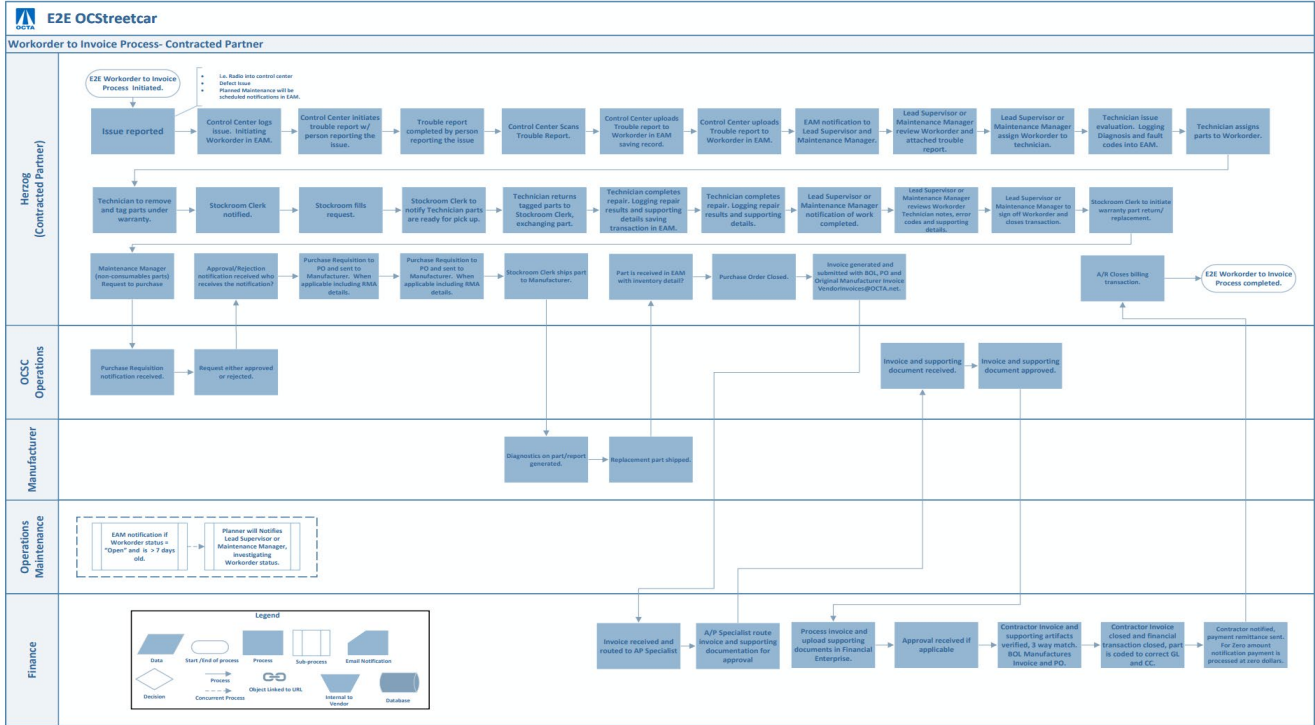 OCTA
E2E OCStreetcar
Workorder to Invoice Process- Contracted Partner
Herzog
(Contracted Partner)
E2E Workorder to Invoice
Process Initiated.
• i.e. Radio into control center
• Defect Issue
• Planned Maintenance will be
scheduled notifications in EAM.
Issue reported
Control Center logs
issue. Initiating
Workorder in EAM.
Control Center initiates
trouble report w/
person reporting the
issue.
Trouble report
completed by person
reporting the issue
Control Center Scans
Trouble Report.
Control Center uploads
Trouble report to
Workorder in EAM
saving record.
Control Center uploads
Trouble report to
Workorder in EAM.
EAM notification to
Lead Supervisor and
Maintenance Manager.
Lead Supervisor or
Maintenance Manager
review Workorder and
attached trouble
report.
Lead Supervisor or
Maintenance Manager
assign Workorder to
technician.
Technician issue
evaluation. Logging
Diagnosis and fault
codes into EAM.
Technician assigns
parts to Workorder.
Technician to remove
and tag parts under
warranty.
Stockroom Clerk
notified.
Stockroom fills
request.
Stockroom Clerk to
notify Technician parts
are ready for pick up.
Technician returns
tagged parts to
Stockroom Clerk,
exchanging part.
Technician completes
repair. Logging repair
results and supporting
details saving
transaction in EAM.
Technician completes
repair. Logging repair
results and supporting
details.
Lead Supervisor or
Maintenance Manager
notification of work
completed.
Lead Supervisor or
Maintenance Manager
reviews Workorder
Technician notes, error
codes and supporting
details.
Lead Supervisor or
Maintenance Manager to
sign off Workorder and
closes transaction.
Stockroom Clerk to initiate
warranty part return/
replacement.
Maintenance Manager
(non-consumables parts)
Request to purchase
Approval/Rejection
notification received who
receives the notification?
Purchase Requisition to
PO and sent to
Manufacturer. When
applicable including RMA
details.
Purchase Requisition to
PO and sent to
Manufacturer. When
applicable including RMA
details.
Stockroom Clerk ships part
to Manufacturer.
Part is received in EAM
with inventory detail?
Purchase Order Closed.
Invoice generated and
submitted with BOL, PO and
Original Manufacturer Invoice
VendorInvoices@OCTA.net.
A/R Closes billing
transaction.
E2E Workorder to Invoice
Process completed.
OCSC
Operations
Purchase Requisition
notification received.
Request either approved
or rejected.
Invoice and supporting
document received.
Invoice and supporting
document approved.
Manufacturer
Diagnostics on part/report
generated.
Replacement part shipped.
Operations
Maintenance
EAM notification if
Workorder status =
"Open" and is > 7 days
old.
Planner will Notifies
Lead Supervisor or
Maintenance Manager,
investigating
Workorder status.
Finance
Legend
Data
Start /End of process
Process
Sub-process
Email Notification
Decision
Process
Concurrent Process
Object Linked to URL
Internal to
Vendor
Database
Invoice received and
routed to AP Specialist
A/P Specialist route
invoice and supporting
documentation for
approval
Process invoice and
upload supporting
documents in Financial
Enterprise.
Approval received if
applicable
Contractor Invoice and
supporting artifacts
verified, 3 way match.
BOL Manufactures
Invoice and PO.
Contractor Invoice
closed and financial
transaction closed, part
is coded to correct GL
and CC.
Contractor notified,
payment remittance sent.
For Zero amount
notification payment is
processed at zero dollars.